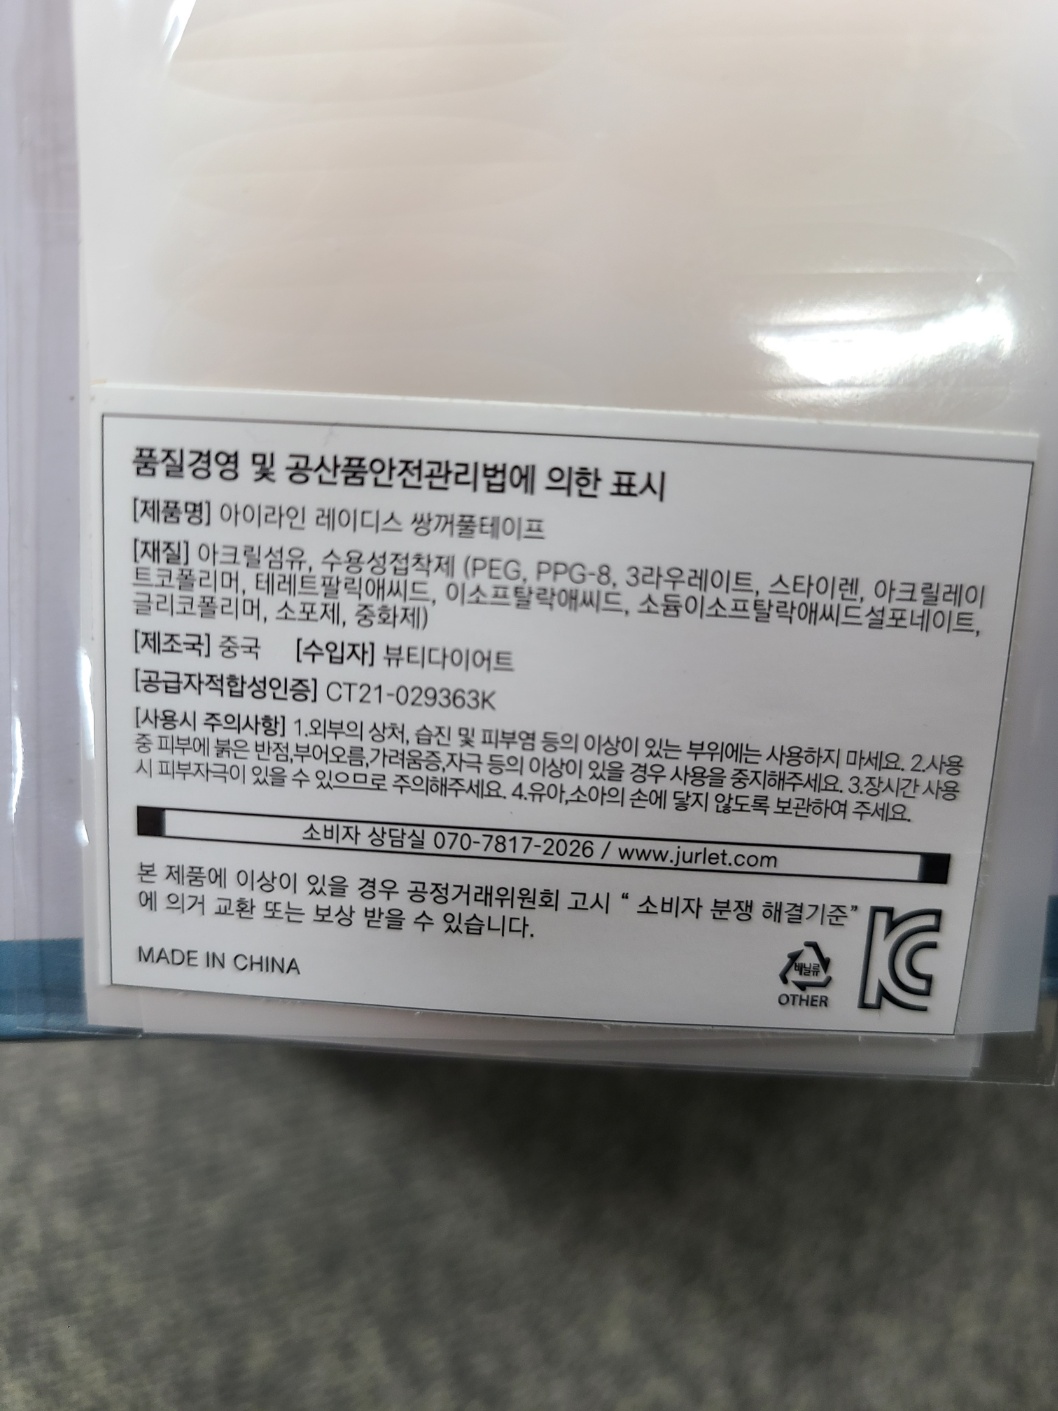 품질경영 및 공산품안전관리법에 의한 표시
[제품명] 아이라인 레이디스 쌍꺼풀테이프
[재질] 아크릴섬유, 수용성접착제 (PEG, PPG-8, 3라우레이트, 스타이렌, 아크릴레이
트코폴리머, 테레트팔릭애씨드, 이소프탈락애씨드, 소듐이소프탈락애씨드설포네이트,
글리코폴리머, 소포제, 중화제)
[제조국] 중국 [수입자] 뷰티다이어트
[공급자적합성인증] CT21-029363K
[사용시 주의사항] 1.외부의 상처, 습진 및 피부염 등의 이상이 있는 부위에는 사용하지 마세요. 2.사용
중 피부에 붉은 반점,부어오름,가려움증,자극 등의 이상이 있을 경우 사용을 중지해주세요. 3.장시간 사용
시 피부자극이 있을 수 있으므로 주의해주세요. 4.유아,소아의 손에 닿지 않도록 보관하여 주세요.
소비자 상담실 070-7817-2026 / www.jurlet.com
본 제품에 이상이 있을 경우 공정거래위원회 고시 “ 소비자 분쟁 해결기준”
에 의거 교환 또는 보상 받을 수 있습니다.
MADE IN CHINA
비닐류
OTHER
KC